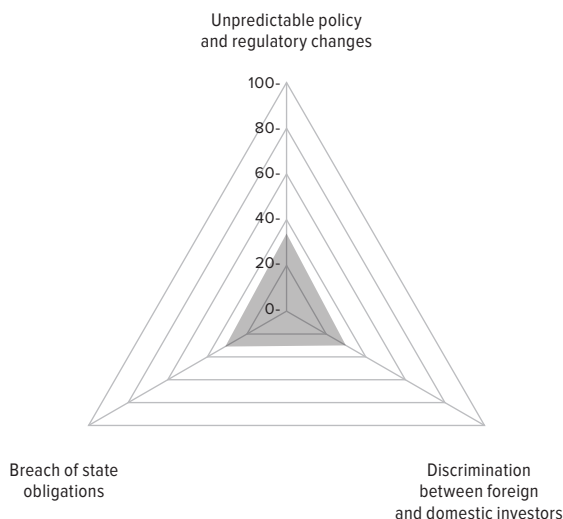 Unpredictable policy
and regulatory changes
100-
80-
60-
40-
20-
0-
Breach of state
obligations
Discrimination
between foreign
and domestic investors